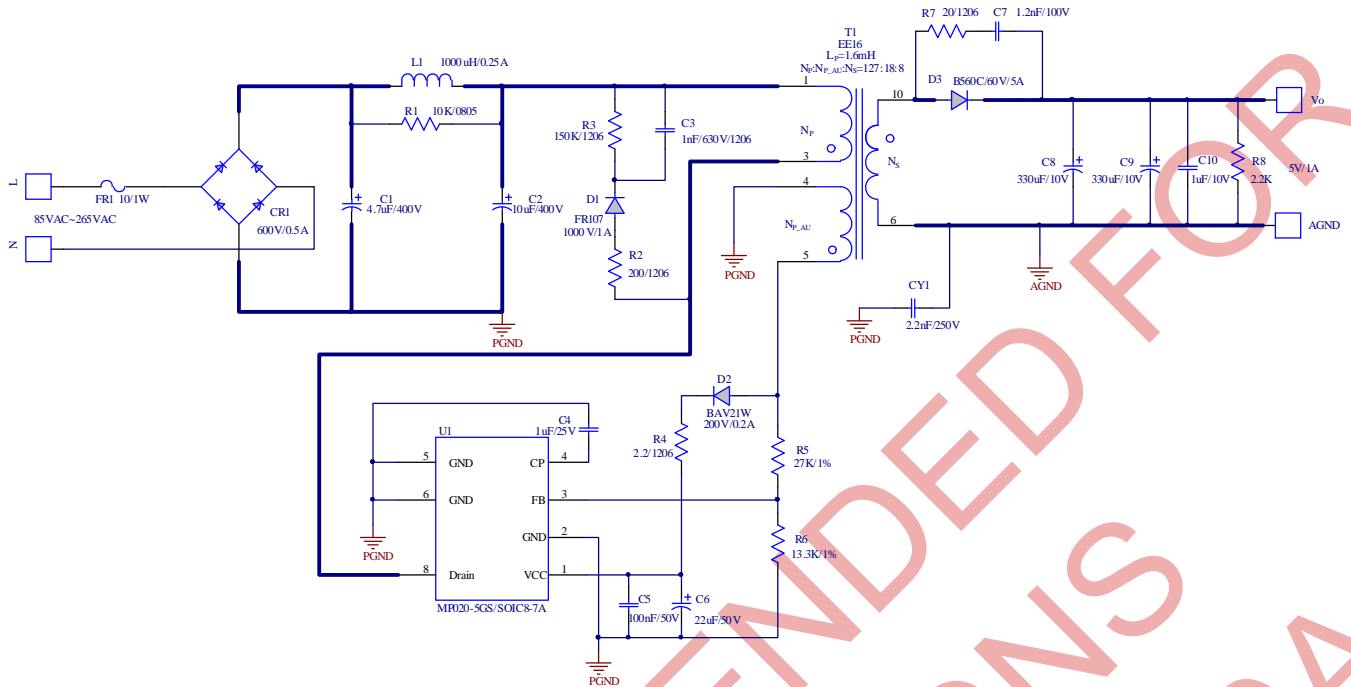 R7 20/1206 C7 1.2nF/100V
T1
EE16
LP=1.6mH
NP:NP_AU:NS=127:18:8
L1 1000uH/0.25A
1
10
D3 B560C/60V/5A
Vo
R1 10K/0805
R3
150K/1206
C3
1nF/630V/1206
NP
NS
3
4
C8
330uF/10V
C9
330uF/10V
C10
1uF/10V
R8
2.2K
5V/1A
L
FR1 10/1W
85VAC~265VAC
N
CR1
600V/0.5A
C1
4.7uF/400V
C2
10uF/400V
D1
FR107
1000V/1A
NP_AU
6
AGND
R2
200/1206
PGND
5
AGND
CY1
2.2nF/250V
PGND
PGND
D2
BAV21W
200V/0.2A
C4
1uF/25V
U1
R4
2.2/1206
R5
27K/1%
5 GND CP 4
6 GND FB 3
GND 2
8 Drain VCC 1
PGND
R6
13.3K/1%
MP020-5GS/SOIC8-7A
C5
100nF/50V
C6
22uF/50V
PGND
ENDED FOR
NS